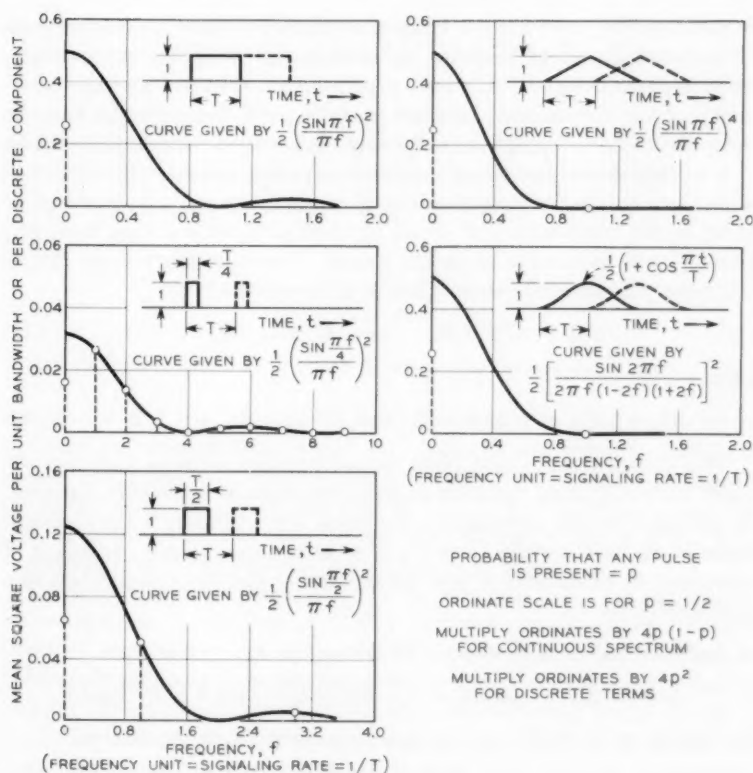 MEAN SQUARE VOLTAGE PER UNIT BANDWIDTH OR PER DISCRETE COMPONENT
0.6
0.4
0.2
0
0 0.4 0.8 1.2 1.6 2.0
1
T
TIME, t
CURVE GIVEN BY 1/2 (SIN πf / πf)²
0.6
0.4
0.2
0
0 0.4 0.8 1.2 1.6 2.0
1
T
TIME, t
CURVE GIVEN BY 1/2 (SIN πf / πf)⁴
0.06
0.04
0.02
0
0 2 4 6 8 10
T/4
1
T
TIME, t
CURVE GIVEN BY 1/2 (SIN πf/4 / πf)²
0.6
0.4
0.2
0
0 0.4 0.8 1.2 1.6 2.0
1/2 (1 + COS πt/T)
1
T
TIME, t
CURVE GIVEN BY
1/2 [SIN 2πf / 2πf(1-2f)(1+2f)]²
FREQUENCY, f
(FREQUENCY UNIT = SIGNALING RATE = 1/T)
0.16
0.12
0.08
0.04
0
0 0.8 1.6 2.4 3.2 4.0
T/2
1
T
TIME, t
CURVE GIVEN BY 1/2 (SIN πf/2 / πf)²
FREQUENCY, f
(FREQUENCY UNIT = SIGNALING RATE = 1/T)
PROBABILITY THAT ANY PULSE
IS PRESENT = p
ORDINATE SCALE IS FOR p = 1/2
MULTIPLY ORDINATES BY 4p (1-p)
FOR CONTINUOUS SPECTRUM
MULTIPLY ORDINATES BY 4p²
FOR DISCRETE TERMS